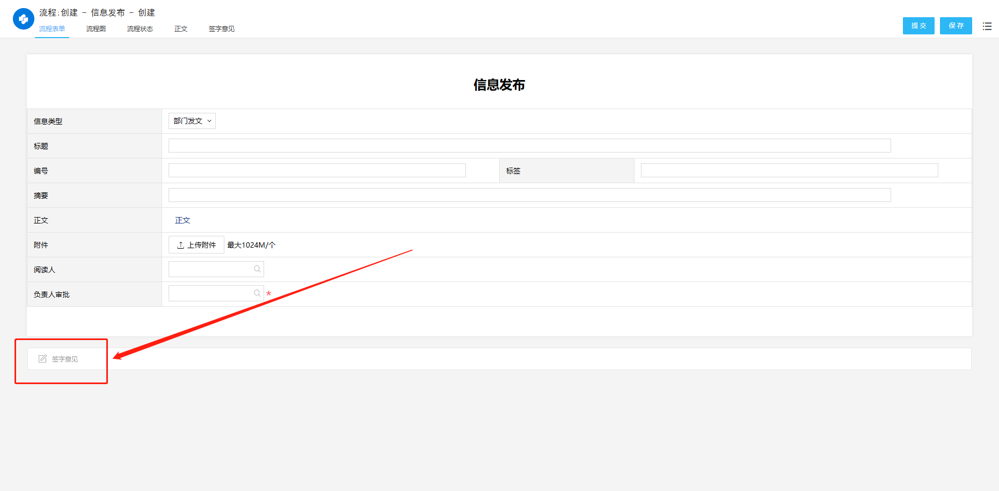 流程:创建 - 信息发布 - 创建
流程表单 流程图 流程状态 正文 签字意见
提交 保存
信息发布
信息类型 部门发文
标题
编号 标签
摘要
正文 正文
附件 上传附件 最大1024M/个
阅读人
负责人审批 *
签字意见